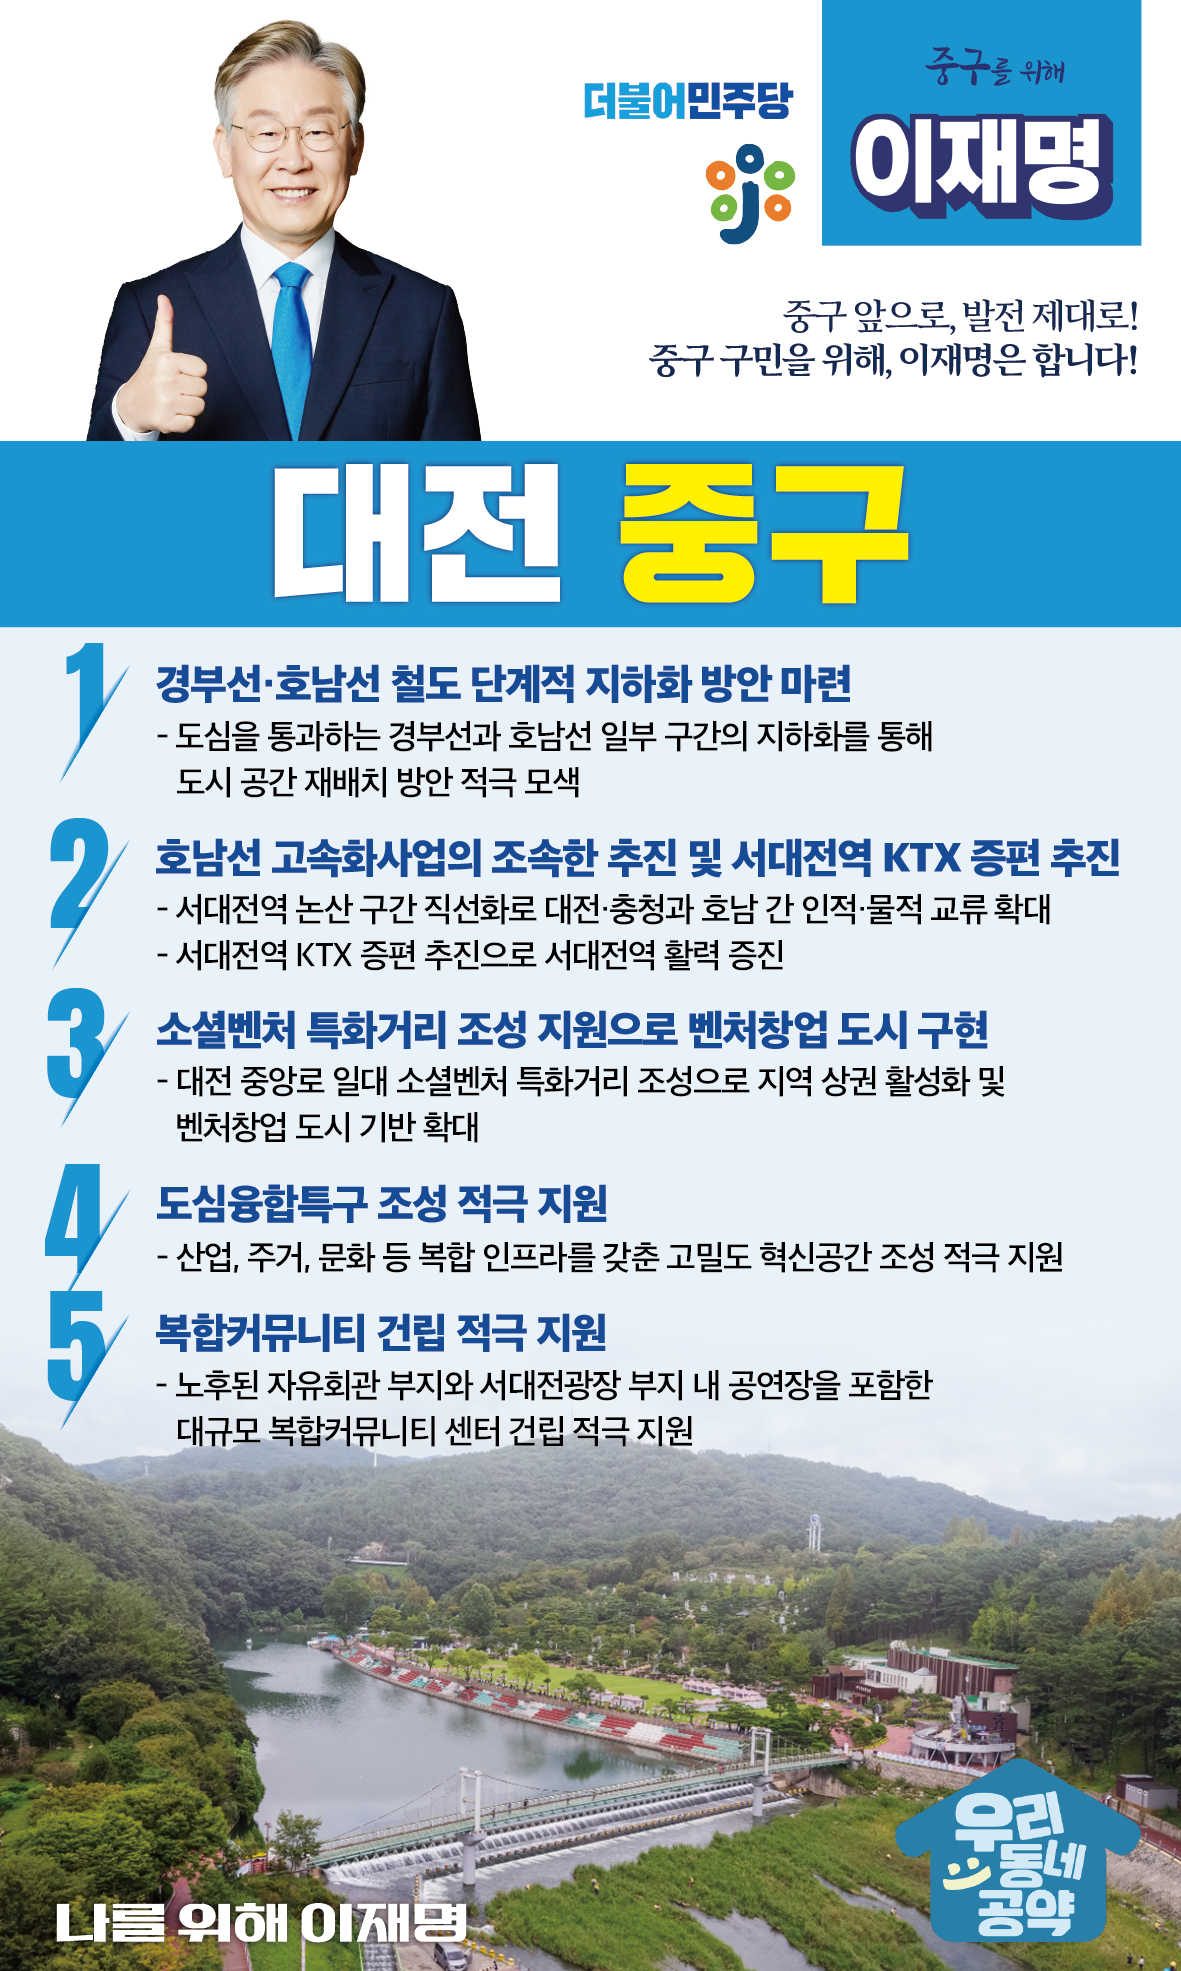 더불어민주당
중구를 위해
이재명
중구 앞으로, 발전 제대로!
중구 구민을 위해, 이재명은 합니다!
대전 중구
1
경부선·호남선 철도 단계적 지하화 방안 마련
- 도심을 통과하는 경부선과 호남선 일부 구간의 지하화를 통해
도시 공간 재배치 방안 적극 모색
2
호남선 고속화사업의 조속한 추진 및 서대전역 KTX 증편 추진
- 서대전역 논산 구간 직선화로 대전·충청과 호남 간 인적·물적 교류 확대
- 서대전역 KTX 증편 추진으로 서대전역 활력 증진
3
소셜벤처 특화거리 조성 지원으로 벤처창업 도시 구현
- 대전 중앙로 일대 소셜벤처 특화거리 조성으로 지역 상권 활성화 및
벤처창업 도시 기반 확대
4
도심융합특구 조성 적극 지원
- 산업, 주거, 문화 등 복합 인프라를 갖춘 고밀도 혁신공간 조성 적극 지원
5
복합커뮤니티 건립 적극 지원
- 노후된 자유회관 부지와 서대전광장 부지 내 공연장을 포함한
대규모 복합커뮤니티 센터 건립 적극 지원
우리
동네
공약
나를 위해 이재명